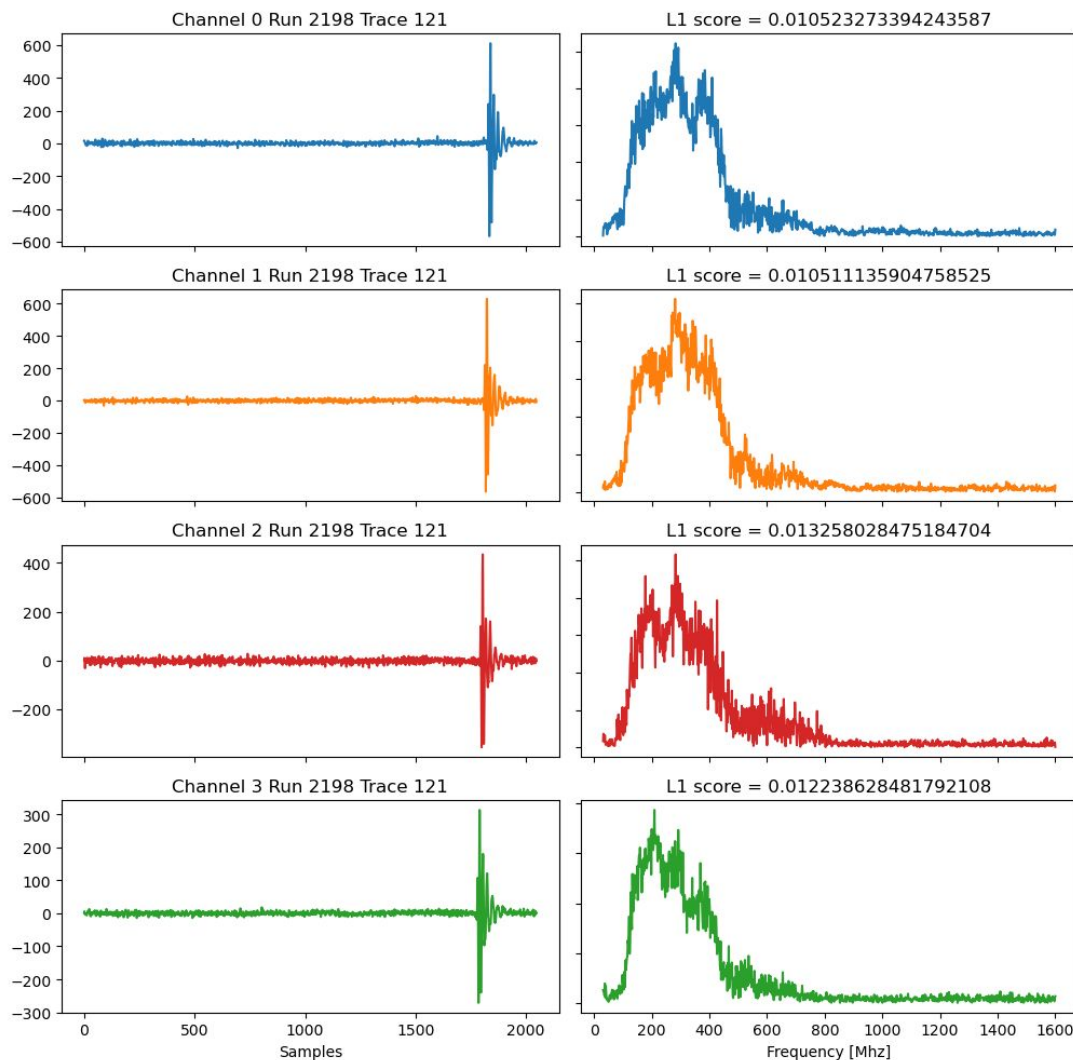 Channel 0 Run 2198 Trace 121
L1 score = 0.010523273394243587
600
400
200
0
−200
−400
−600
Channel 1 Run 2198 Trace 121
L1 score = 0.010511135904758525
600
400
200
0
−200
−400
−600
Channel 2 Run 2198 Trace 121
L1 score = 0.013258028475184704
400
200
0
−200
Channel 3 Run 2198 Trace 121
L1 score = 0.012238628481792108
300
200
100
0
−100
−200
−300
0 500 1000 1500 2000
0 200 400 600 800 1000 1200 1400 1600
Samples
Frequency [Mhz]